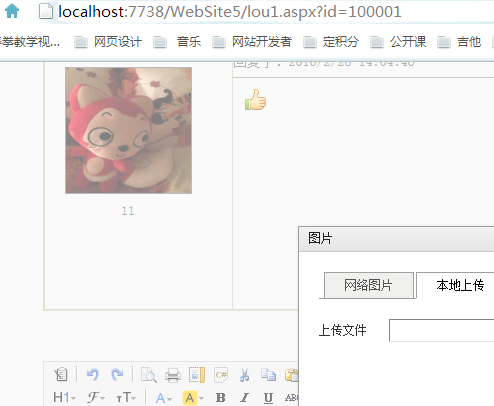 localhost:7738/WebSite5/lou1.aspx?id=100001
拳教学视... 网页设计 音乐 网站开发者 定积分 公开课 吉他
回复于：2016/2/26 14:04:40
11
图片
网络图片 本地上传
上传文件
C#
H1 F TT A A B I U ABC